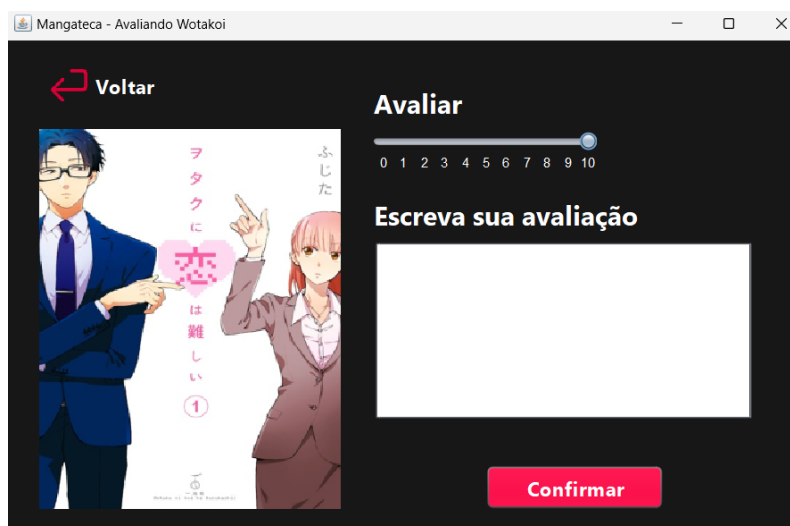 Mangateca - Avaliando Wotakoi
Voltar
ヲタクに
恋
は難しい
1
ふじた
Avaliar
0 1 2 3 4 5 6 7 8 9 10
Escreva sua avaliação
Confirmar